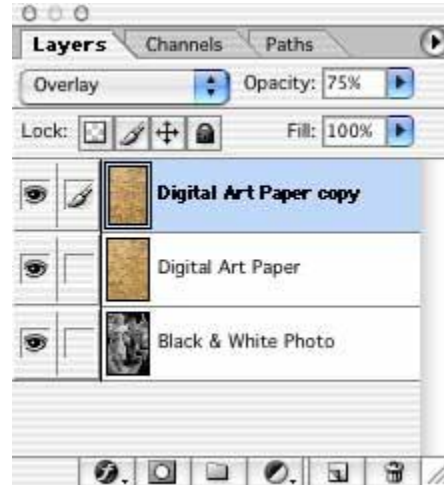 Layers Channels Paths
Overlay Opacity: 75%
Lock: Fill: 100%
Digital Art Paper copy
Digital Art Paper
Black & White Photo